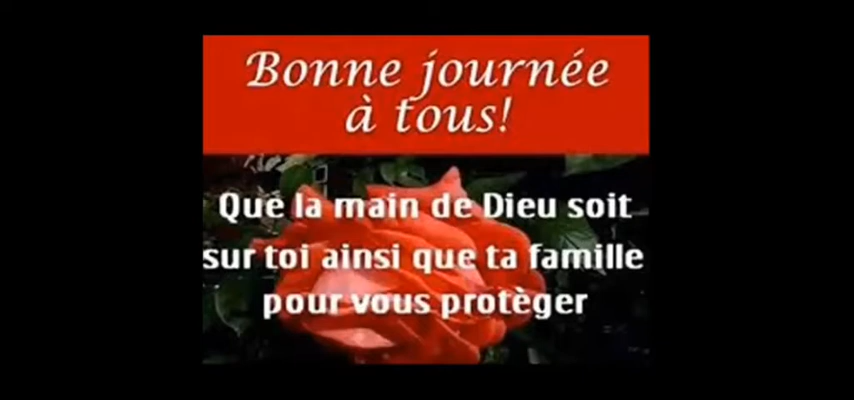 Bonne journée
à tous!
Que la main de Dieu soit
sur toi ainsi que ta famille
pour vous protèger